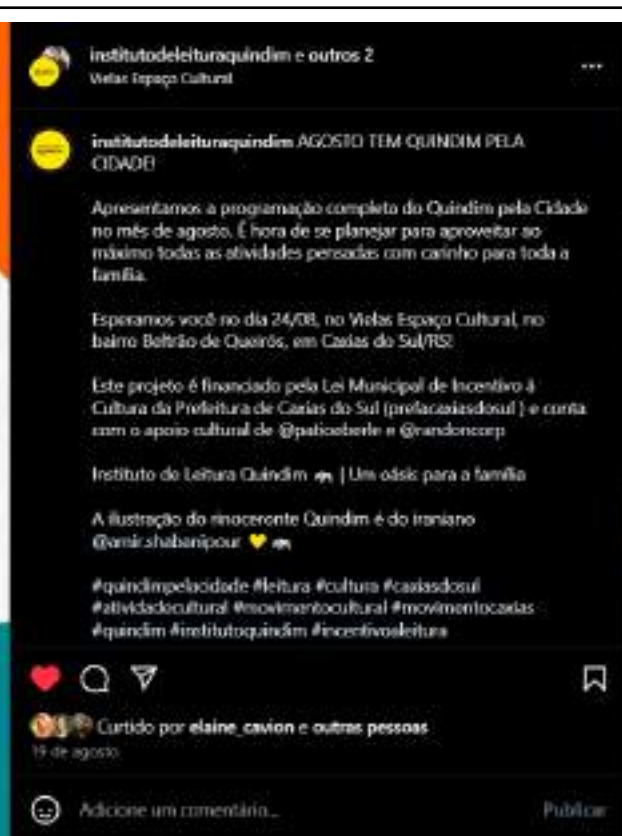 institutodeleituraquindim e outros 2
Vielas Espaço Cultural
institutodeleituraquindim AGOSTO TEM QUINDIM PELA
CIDADE!
Apresentamos a programação completa do Quindim pela Cidade
no mês de agosto. É hora de se planejar para aproveitar ao
máximo todas as atividades pensadas com carinho para toda a
família.
Esperamos você no dia 24/08, no Vielas Espaço Cultural, no
bairro Beltrão de Queirós, em Caxias do Sul/RS!
Este projeto é financiado pela Lei Municipal de Incentivo à
Cultura da Prefeitura de Caxias do Sul (prefacaxiasdosul ) e conta
com o apoio cultural de @patioeberle e @randoncorp
Instituto de Leitura Quindim 🦏 | Um oásis para a família
A ilustração do rinoceronte Quindim é do iraniano
@amir.shabanipour 💛 🦏
#quindimpelacidade #leitura #cultura #caxiasdosul
#atividadecultural #movimentocultural #movimentocaxias
#quindim #institutoquindim #incentivoaleitura
Curtido por elaine_cavion e outras pessoas
19 de agosto
Adicione um comentário...
Publicar